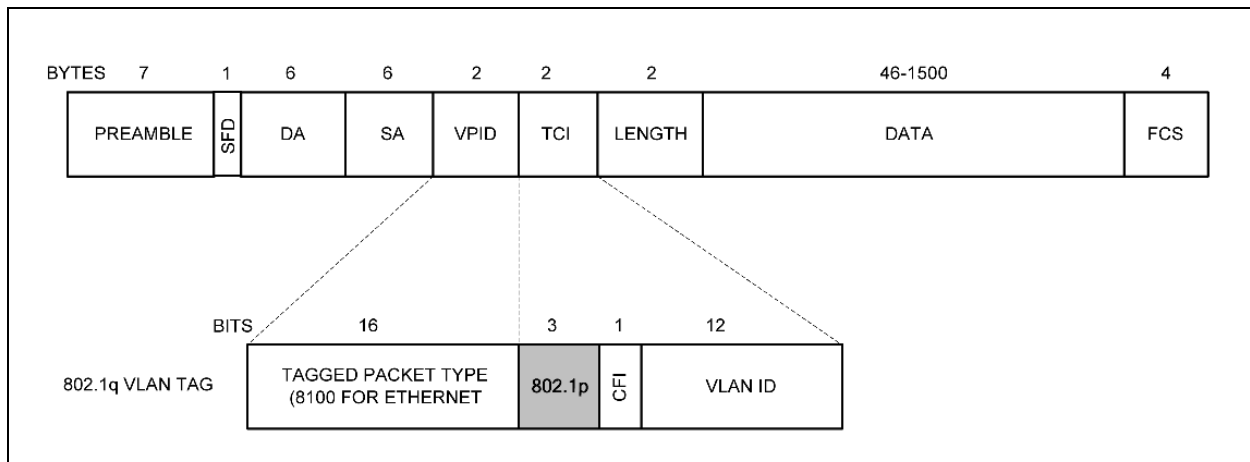 BYTES 7 1 6 6 2 2 2 46-1500 4
PREAMBLE SFD DA SA VPID TCI LENGTH DATA FCS
BITS 16 3 1 12
802.1q VLAN TAG
TAGGED PACKET TYPE
(8100 FOR ETHERNET
802.1p CFI VLAN ID